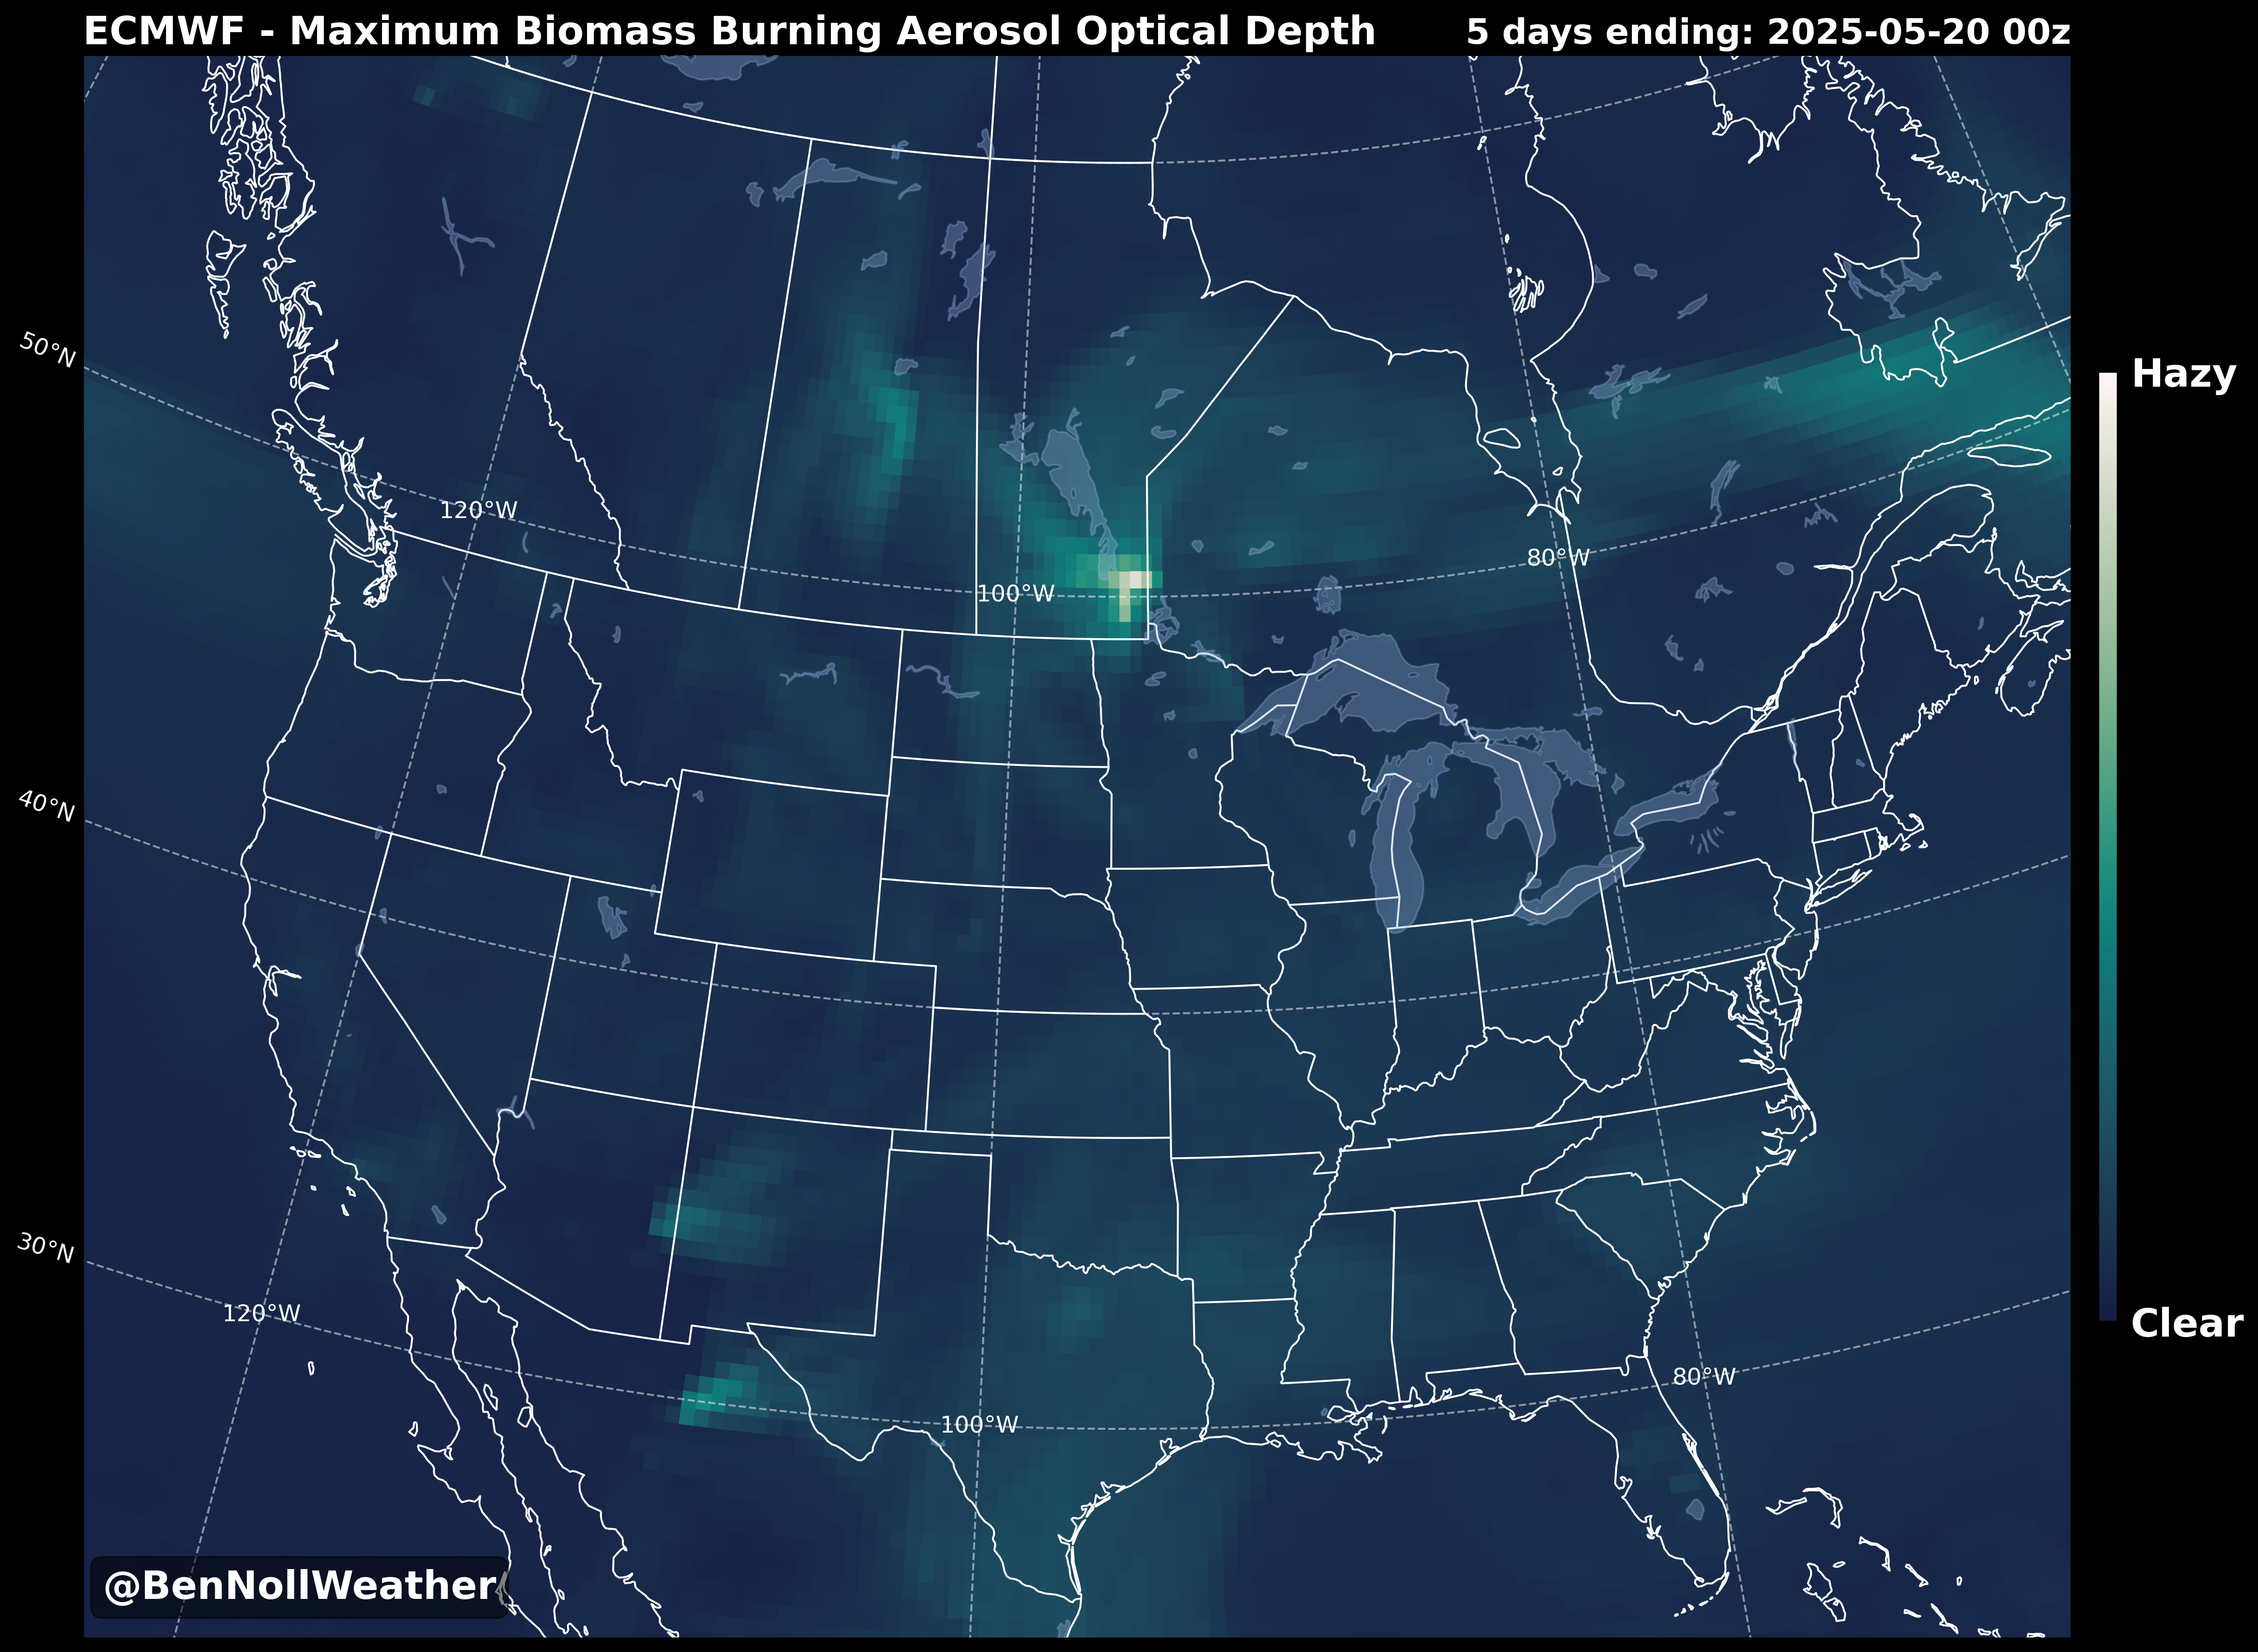 ECMWF - Maximum Biomass Burning Aerosol Optical Depth
5 days ending: 2025-05-20 00z
50°N
Hazy
120°W
80°W
100°W
40°N
30°N
120°W
Clear
80°W
100°W
@BenNollWeather